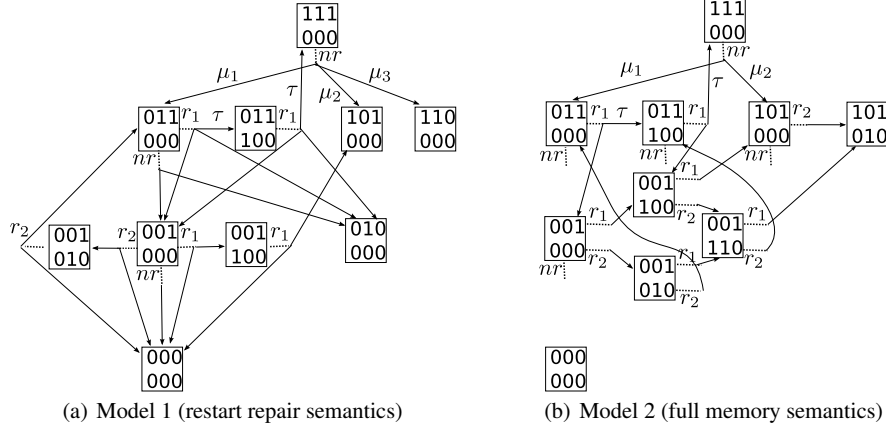 111
000
nr
μ1
τ
μ2
μ3
011
000
r1
τ
011
100
r1
101
000
110
000
nr
r2
001
010
r2
001
000
r1
001
100
r1
010
000
nr
000
000
(a) Model 1 (restart repair semantics)
111
000
nr
μ1
τ
μ2
011
000
r1
τ
011
100
r1
101
000
r2
101
010
nr
nr
nr
001
100
r1
r2
001
000
r1
r2
001
110
r1
r2
nr
001
010
r1
r2
000
000
(b) Model 2 (full memory semantics)